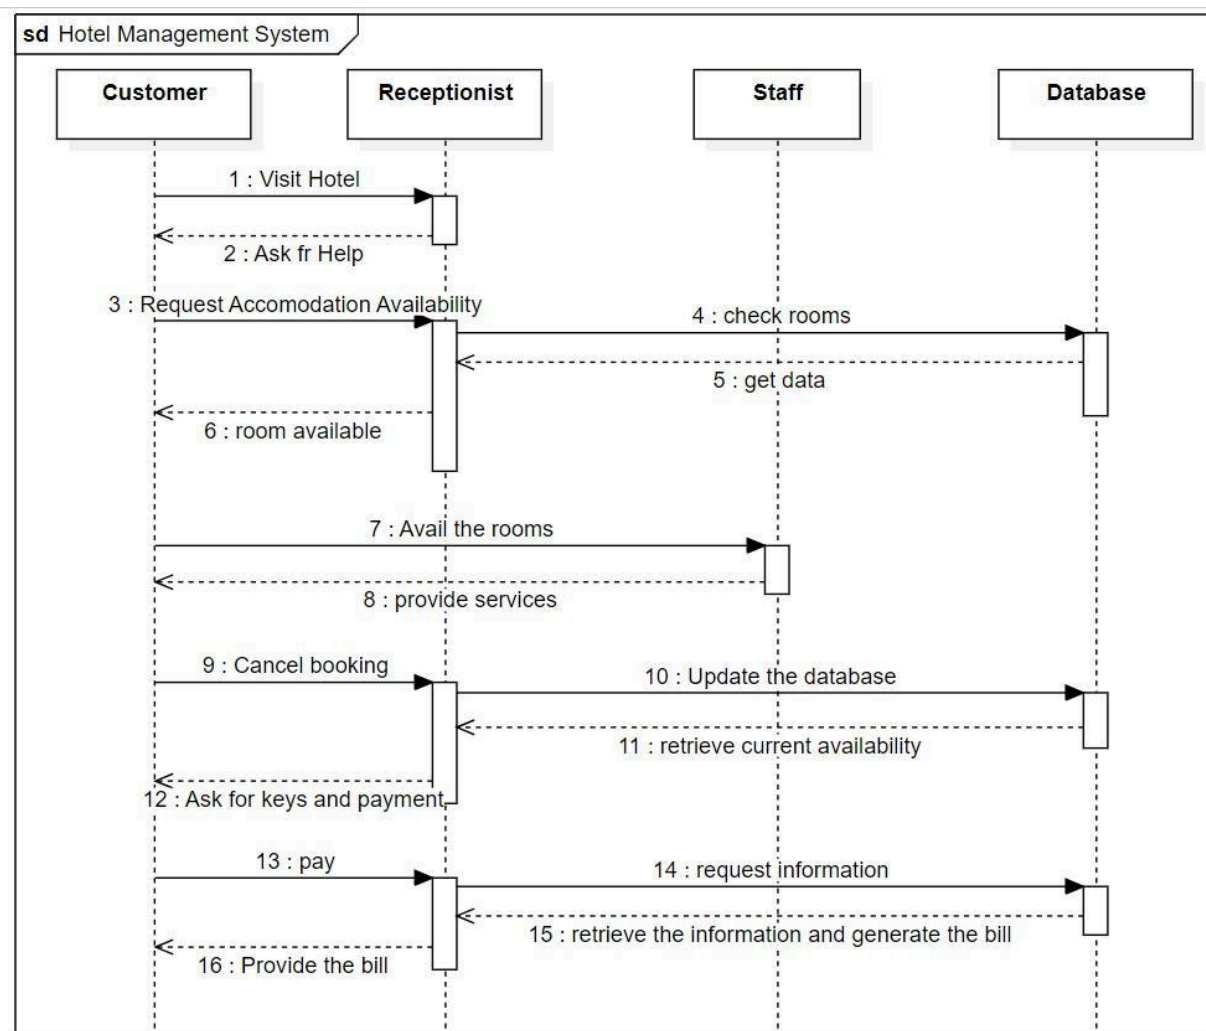 sd Hotel Management System
Customer
Receptionist
Staff
Database
1 : Visit Hotel
2 : Ask fr Help
3 : Request Accomodation Availability
4 : check rooms
5 : get data
6 : room available
7 : Avail the rooms
8 : provide services
9 : Cancel booking
10 : Update the database
11 : retrieve current availability
12 : Ask for keys and payment
13 : pay
14 : request information
15 : retrieve the information and generate the bill
16 : Provide the bill